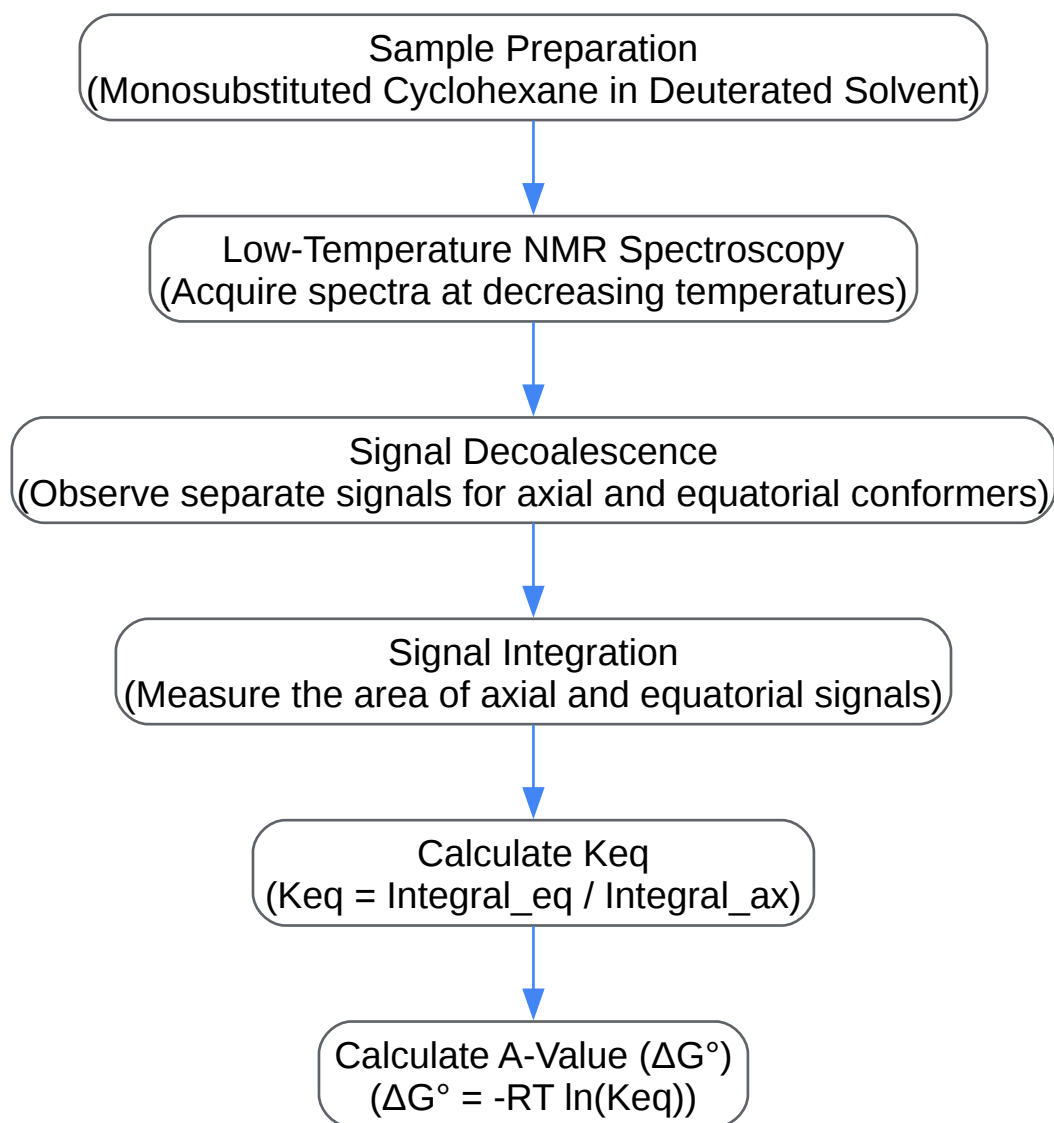 Sample Preparation
(Monosubstituted Cyclohexane in Deuterated Solvent)
Low-Temperature NMR Spectroscopy
(Acquire spectra at decreasing temperatures)
Signal Decoalescence
(Observe separate signals for axial and equatorial conformers)
Signal Integration
(Measure the area of axial and equatorial signals)
Calculate Keq
(Keq = Integral_eq / Integral_ax)
Calculate A-Value (ΔG°)
(ΔG° = -RT ln(Keq))